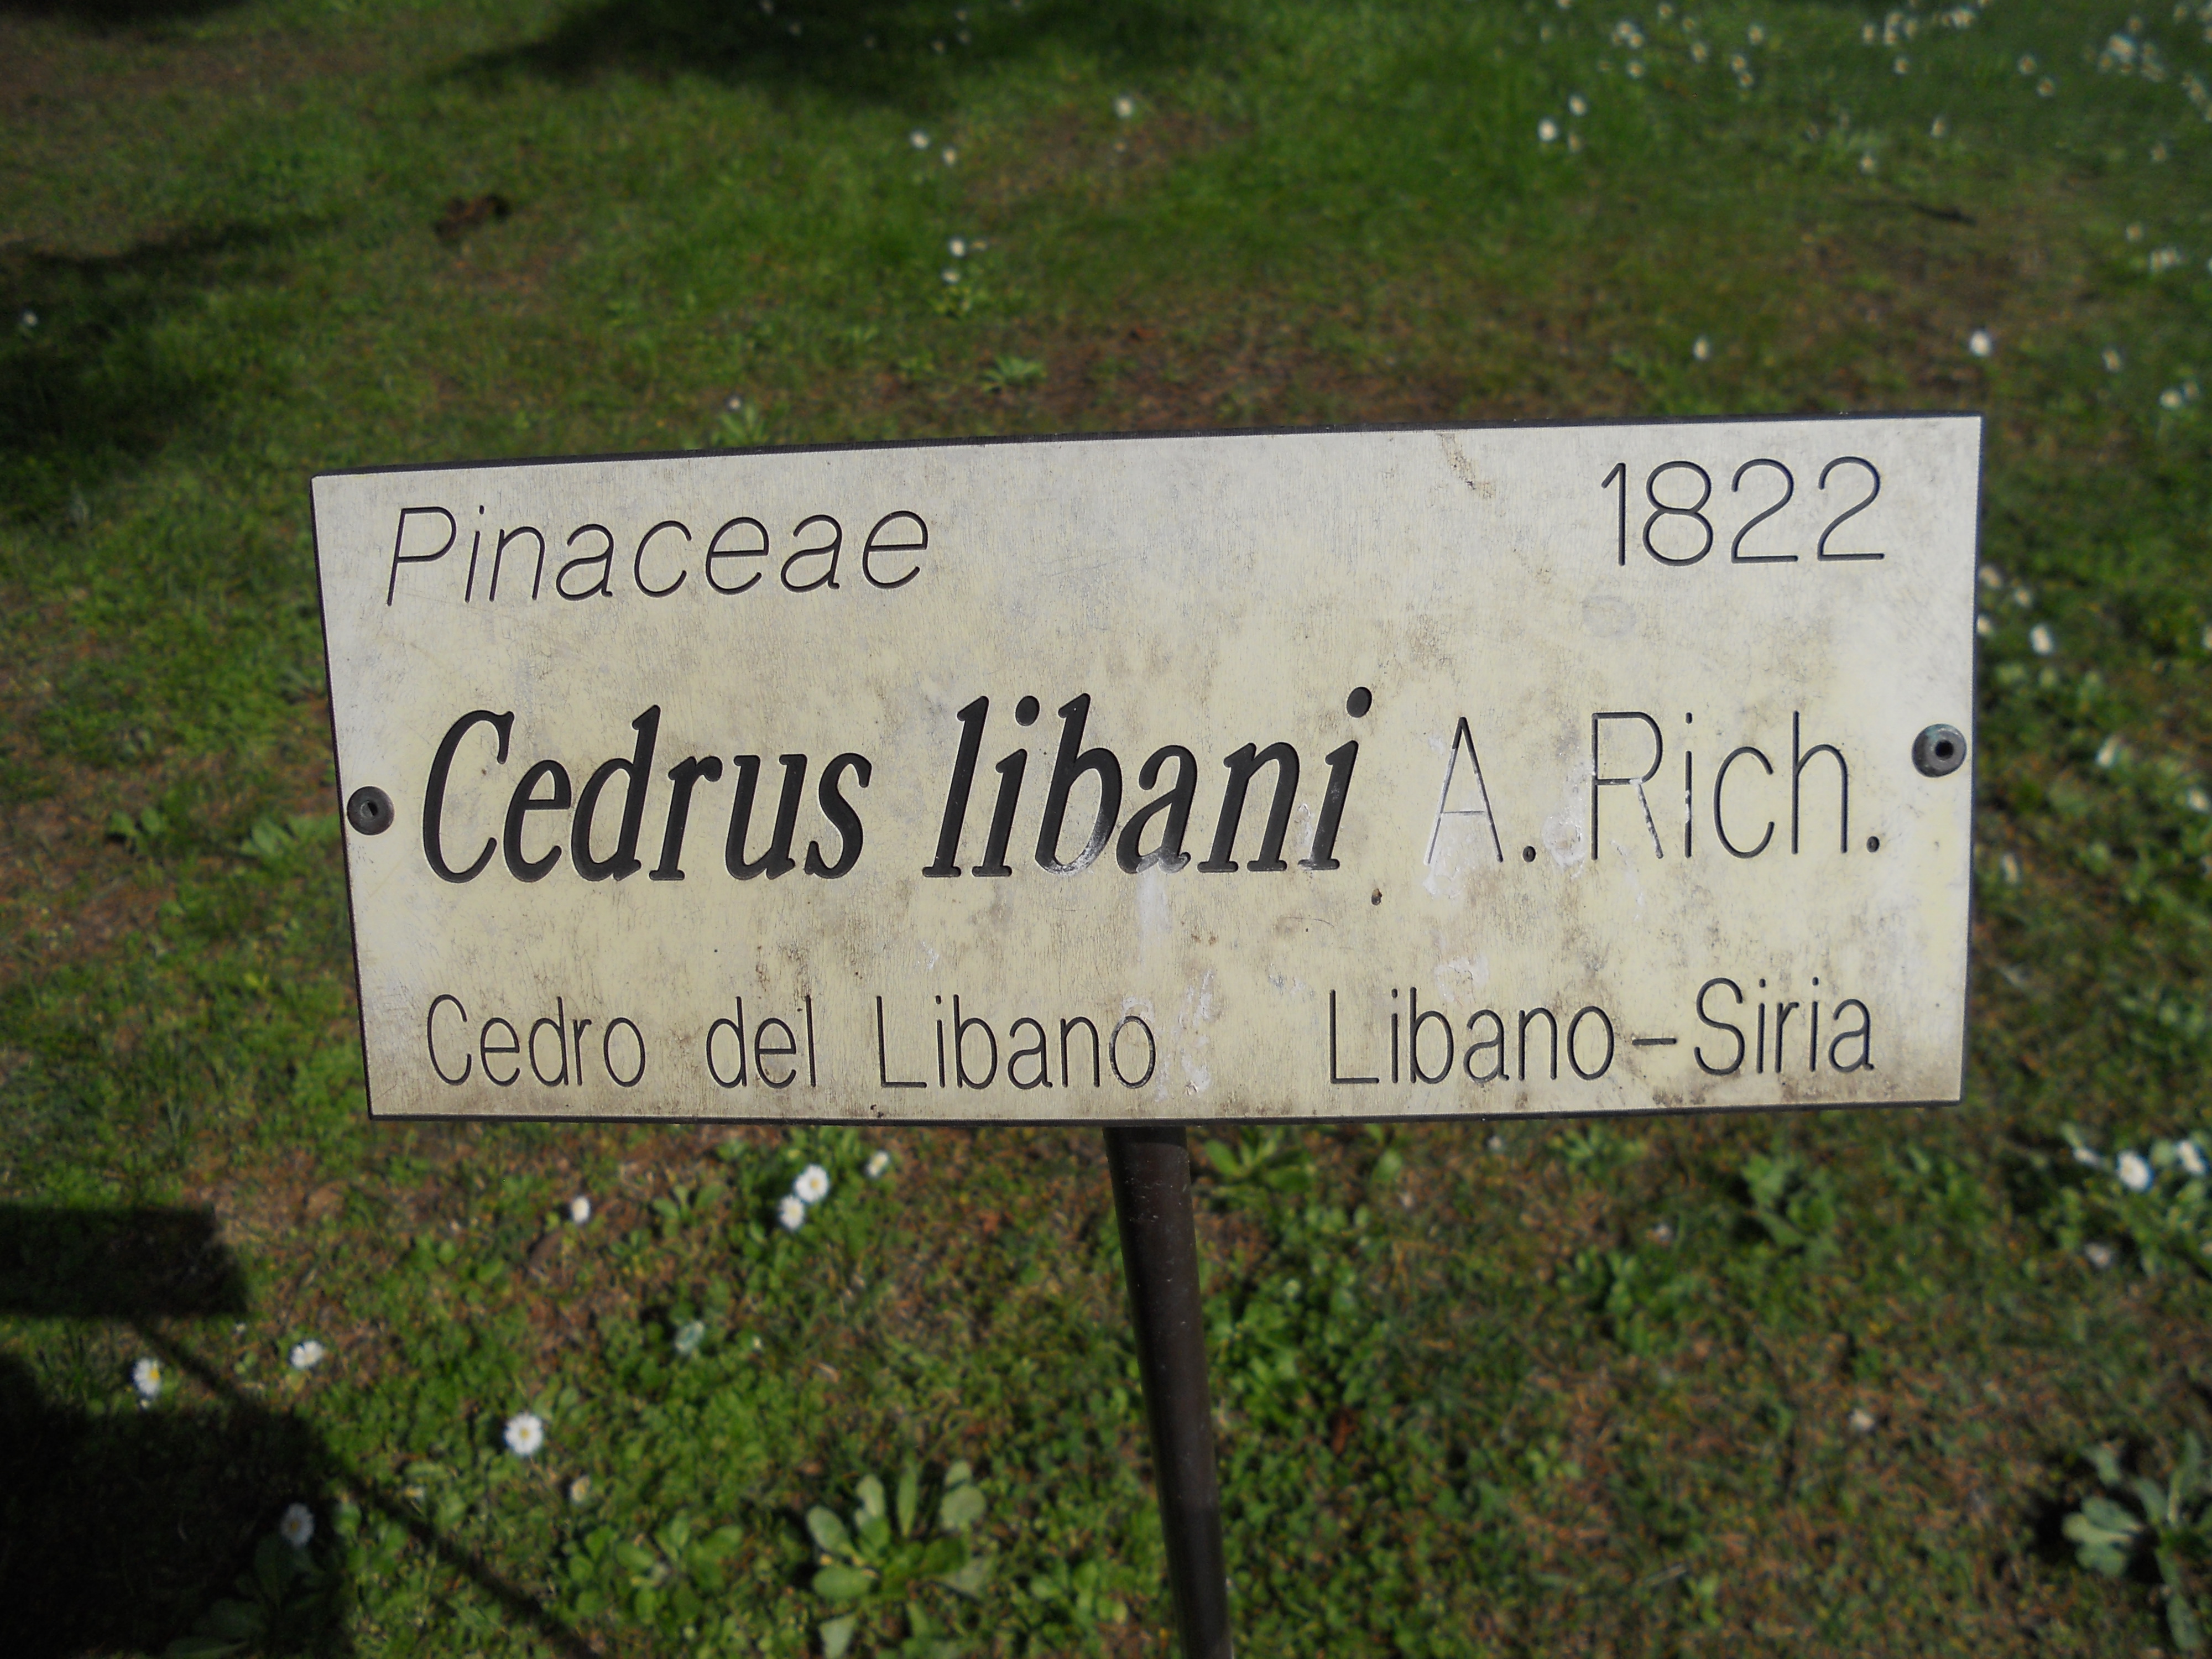 Pinaceae 1822
Cedrus libani A. Rich.
Cedro del Libano Libano-Siria